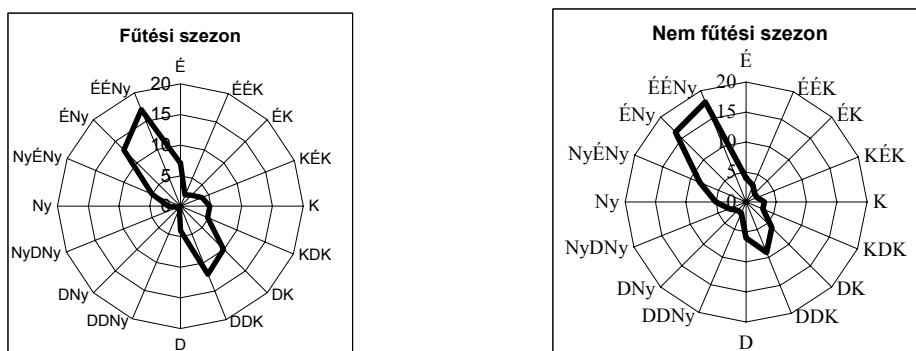 Fűtési szezon
É
20
ÉÉNy
ÉÉK
ÉNy
15
ÉK
NyÉNy
10
KÉK
5
Ny
0
K
NyDNy
KDK
DNy
DK
DDNy
DDK
D
Nem fűtési szezon
É
20
ÉÉNy
ÉÉK
ÉNy
15
ÉK
NyÉNy
10
KÉK
5
Ny
0
K
NyDNy
KDK
DNy
DK
DDNy
DDK
D